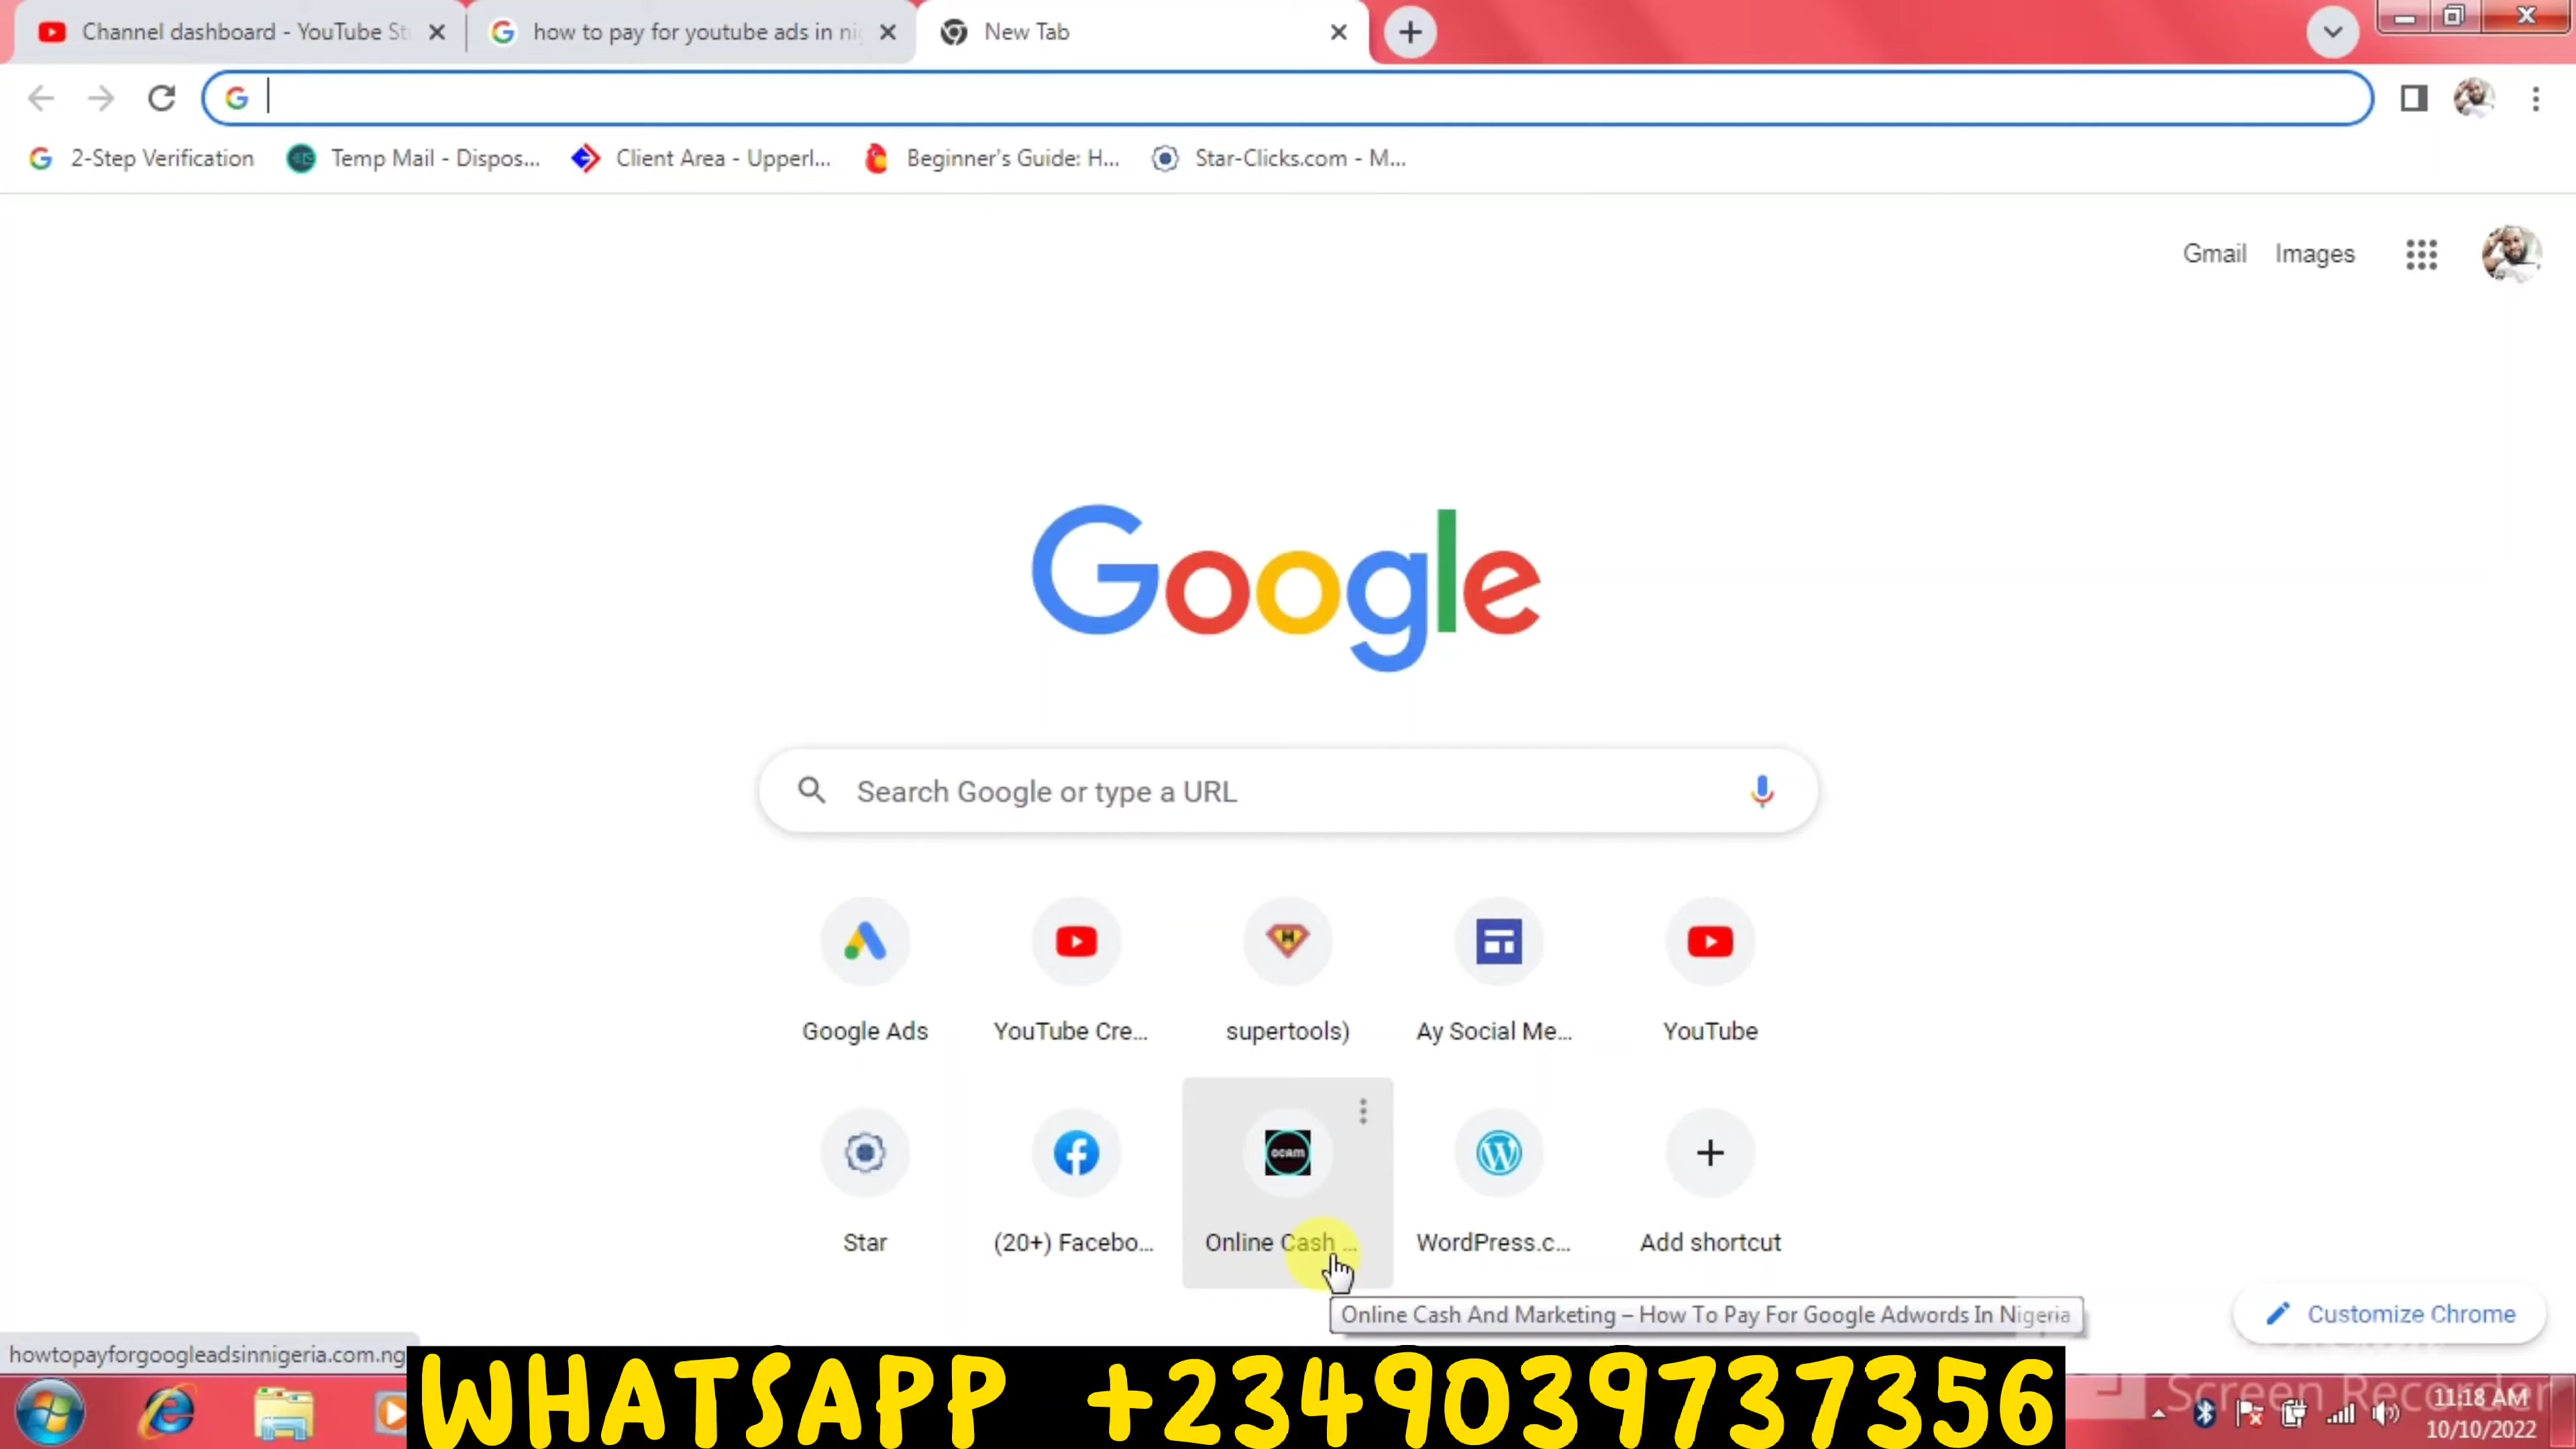 Channel dashboard - YouTube St
how to pay for youtube ads in ni
New Tab
2-Step Verification
Temp Mail - Dispos...
Client Area - Upperl...
Beginner's Guide: H...
Star-Clicks.com - M...
Gmail
Images
Google
Search Google or type a URL
Google Ads
YouTube Cre...
supertools)
Ay Social Me...
YouTube
ocam
Star
(20+) Facebo...
Online Cash ...
WordPress.c...
Add shortcut
Online Cash And Marketing – How To Pay For Google Adwords In Nigeria
Customize Chrome
howtopayforgoogleadsinnigeria.com.ng
WHATSAPP +2349039737356
Screen Recorder
11:18 AM
10/10/2022